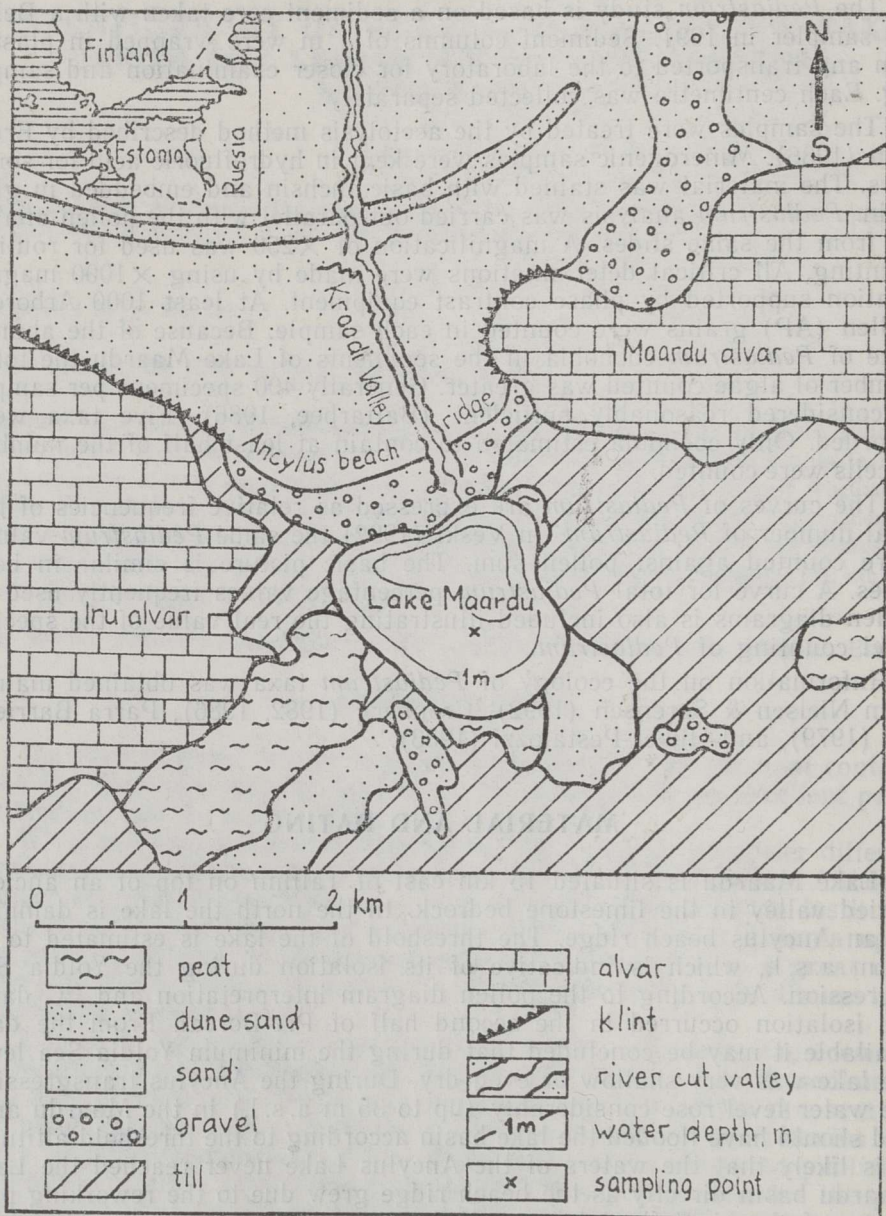 Finland
Estonia
Russia
N
S
Kroodi Valley
Maardu alvar
Ancylus beach ridge
Iru alvar
Lake Maardu
x
1m
0 1 2 km
peat
dune sand
sand
gravel
till
alvar
klint
river cut valley
1m water depth, m
x sampling point